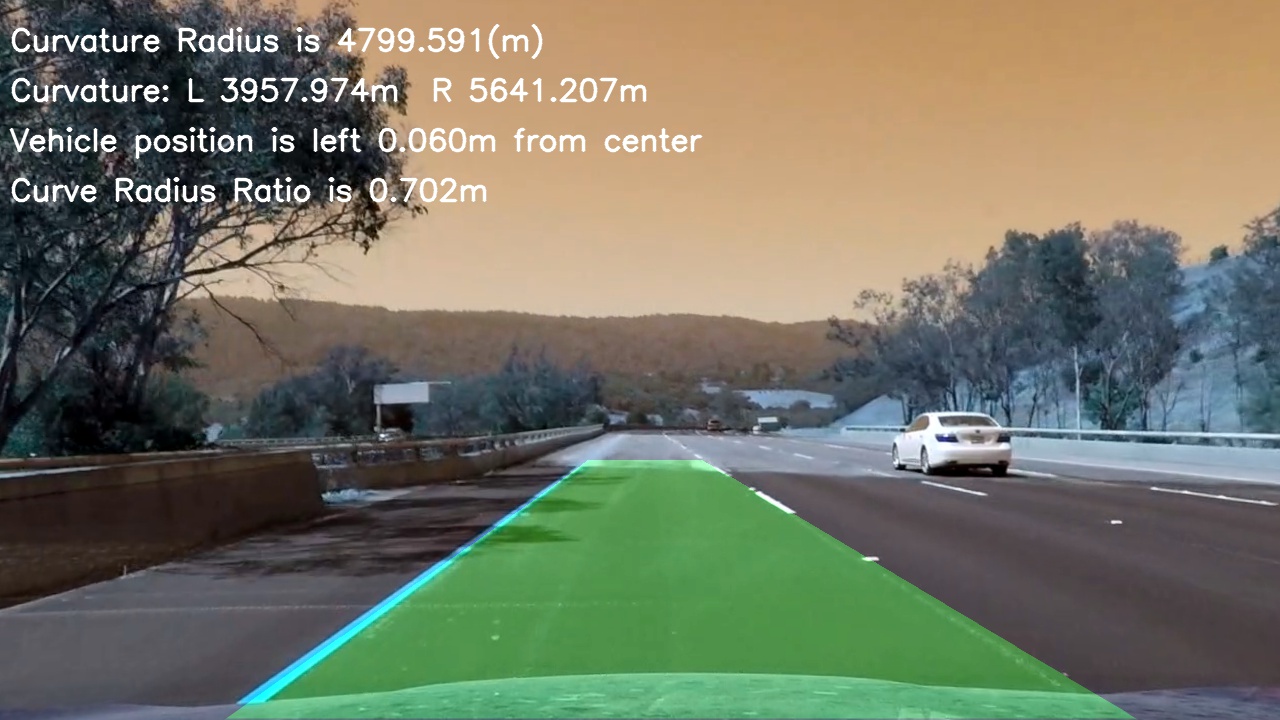 Curvature Radius is 4799.591(m)
Curvature: L 3957.974m R 5641.207m
Vehicle position is left 0.060m from center
Curve Radius Ratio is 0.702m